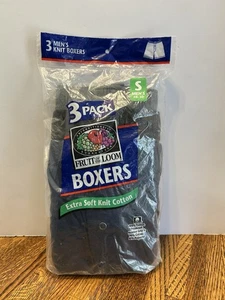 3 MEN'S
KNIT BOXERS
S
3 PACK
FRUIT OF THE LOOM
BOXERS
Extra Soft Knit Cotton